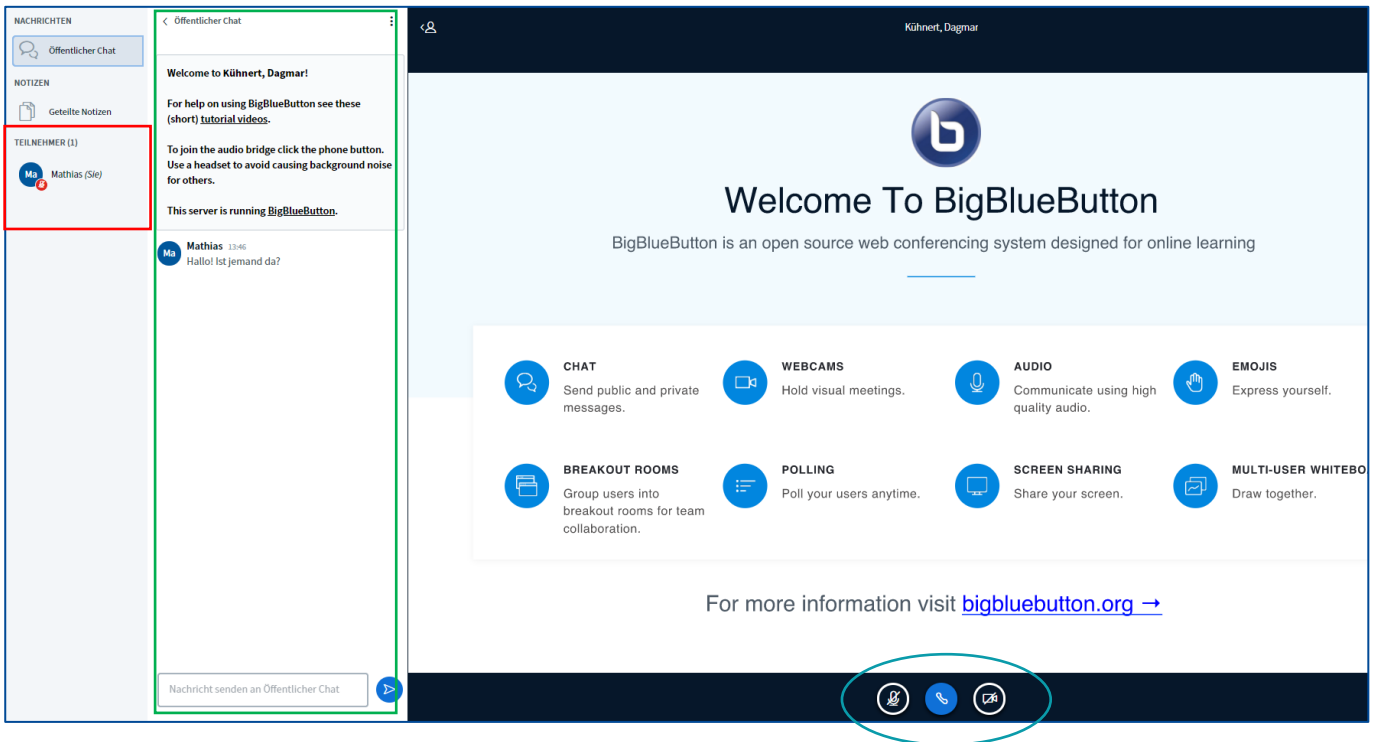 NACHRICHTEN
Öffentlicher Chat
NOTIZEN
Geteilte Notizen
TEILNEHMER (1)
Ma
Mathias (Sie)
Öffentlicher Chat
Welcome to Kühnert, Dagmar!
For help on using BigBlueButton see these
(short) tutorial videos.
To join the audio bridge click the phone button.
Use a headset to avoid causing background noise
for others.
This server is running BigBlueButton.
Ma
Mathias 13:46
Hallo! Ist jemand da?
Nachricht senden an Öffentlicher Chat
Kühnert, Dagmar
b
Welcome To BigBlueButton
BigBlueButton is an open source web conferencing system designed for online learning
CHAT
Send public and private
messages.
WEBCAMS
Hold visual meetings.
AUDIO
Communicate using high
quality audio.
EMOJIS
Express yourself.
BREAKOUT ROOMS
Group users into
breakout rooms for team
collaboration.
POLLING
Poll your users anytime.
SCREEN SHARING
Share your screen.
MULTI-USER WHITEBO
Draw together.
For more information visit bigbluebutton.org →